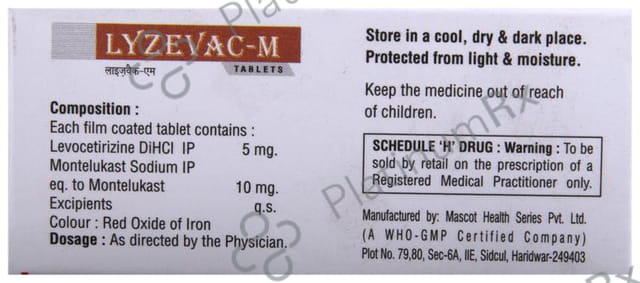 LYZEVAC-M
लाइज़वैक-एम
TABLETS
Composition :
Each film coated tablet contains :
Levocetirizine DiHCl IP 5 mg.
Montelukast Sodium IP
eq. to Montelukast 10 mg.
Excipients q.s.
Colour : Red Oxide of Iron
Dosage : As directed by the Physician.
Store in a cool, dry & dark place.
Protected from light & moisture.
Keep the medicine out of reach
of children.
SCHEDULE 'H' DRUG : Warning : To be
sold by retail on the prescription of a
Registered Medical Practitioner only.
Manufactured by: Mascot Health Series Pvt. Ltd.
(A WHO-GMP Certified Company)
Plot No. 79,80, Sec-6A, IIE, Sidcul, Haridwar-249403
PlatinumRx